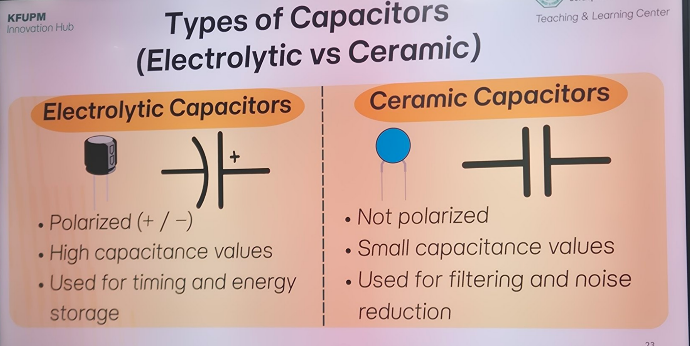 KFUPM
Innovation Hub
Types of Capacitors
(Electrolytic vs Ceramic)
Teaching & Learning Center
Electrolytic Capacitors
+
• Polarized (+ / −)
• High capacitance values
• Used for timing and energy
storage
Ceramic Capacitors
• Not polarized
• Small capacitance values
• Used for filtering and noise
reduction